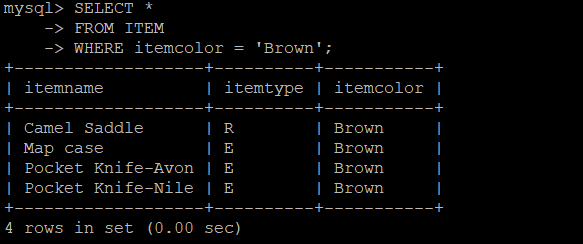 mysql> SELECT *
    -> FROM ITEM
    -> WHERE itemcolor = 'Brown';
+-------------------+----------+-----------+
| itemname          | itemtype | itemcolor |
+-------------------+----------+-----------+
| Camel Saddle      | R        | Brown     |
| Map case          | E        | Brown     |
| Pocket Knife-Avon | E        | Brown     |
| Pocket Knife-Nile | E        | Brown     |
+-------------------+----------+-----------+
4 rows in set (0.00 sec)